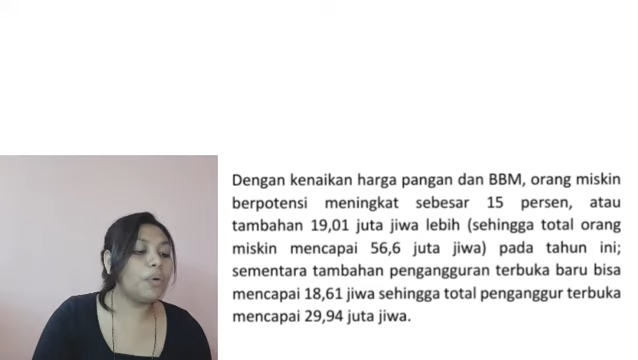 Dengan kenaikan harga pangan dan BBM, orang miskin
berpotensi meningkat sebesar 15 persen, atau
tambahan 19,01 juta jiwa lebih (sehingga total orang
miskin mencapai 56,6 juta jiwa) pada tahun ini;
sementara tambahan pengangguran terbuka baru bisa
mencapai 18,61 jiwa sehingga total penganggur terbuka
mencapai 29,94 juta jiwa.